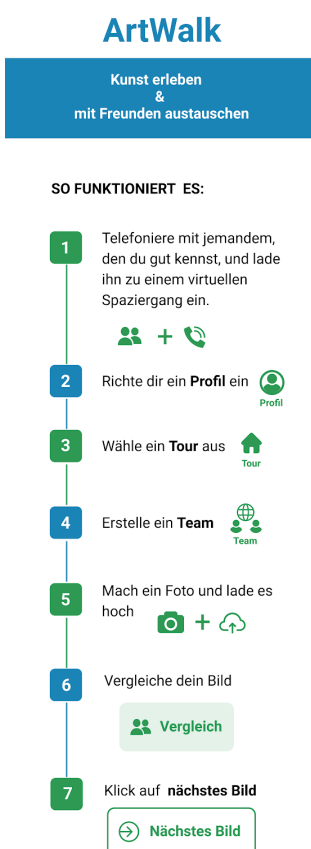 ArtWalk
Kunst erleben
&
mit Freunden austauschen
SO FUNKTIONIERT ES:
1
Telefoniere mit jemandem,
den du gut kennst, und lade
ihn zu einem virtuellen
Spaziergang ein.
2
Richte dir ein Profil ein
Profil
3
Wähle ein Tour aus
Tour
4
Erstelle ein Team
Team
5
Mach ein Foto und lade es
hoch
6
Vergleiche dein Bild
Vergleich
7
Klick auf nächstes Bild
Nächstes Bild